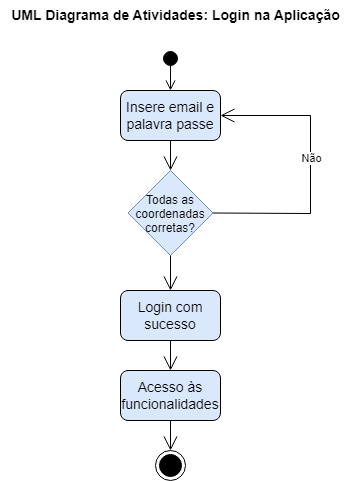 UML Diagrama de Atividades: Login na Aplicação
Insere email e
palavra passe
Não
Todas as
coordenadas
corretas?
Login com
sucesso
Acesso às
funcionalidades